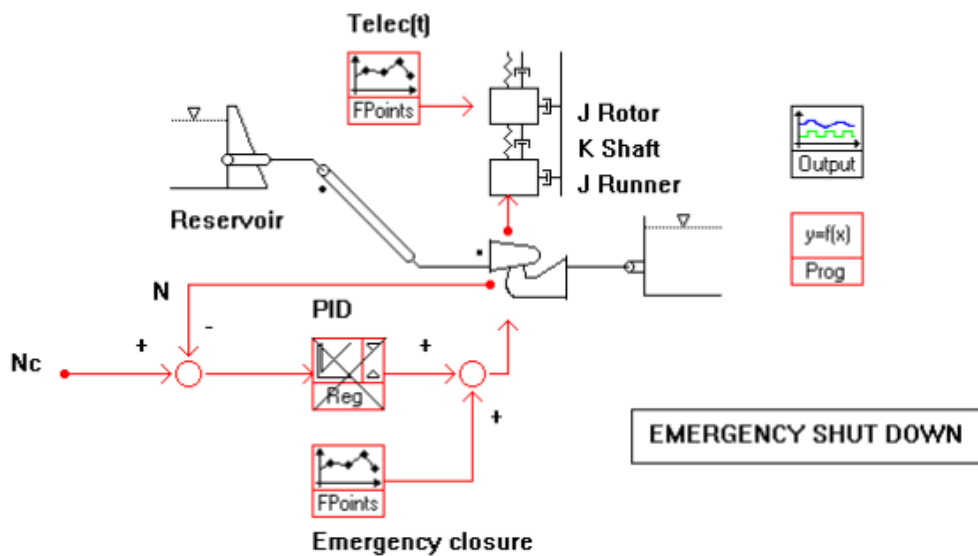 Telec(t)
FPoints
J Rotor
K Shaft
J Runner
Output
Reservoir
y=f(x)
Prog
N
PID
-
+
+
Nc
Reg
+
EMERGENCY SHUT DOWN
FPoints
Emergency closure